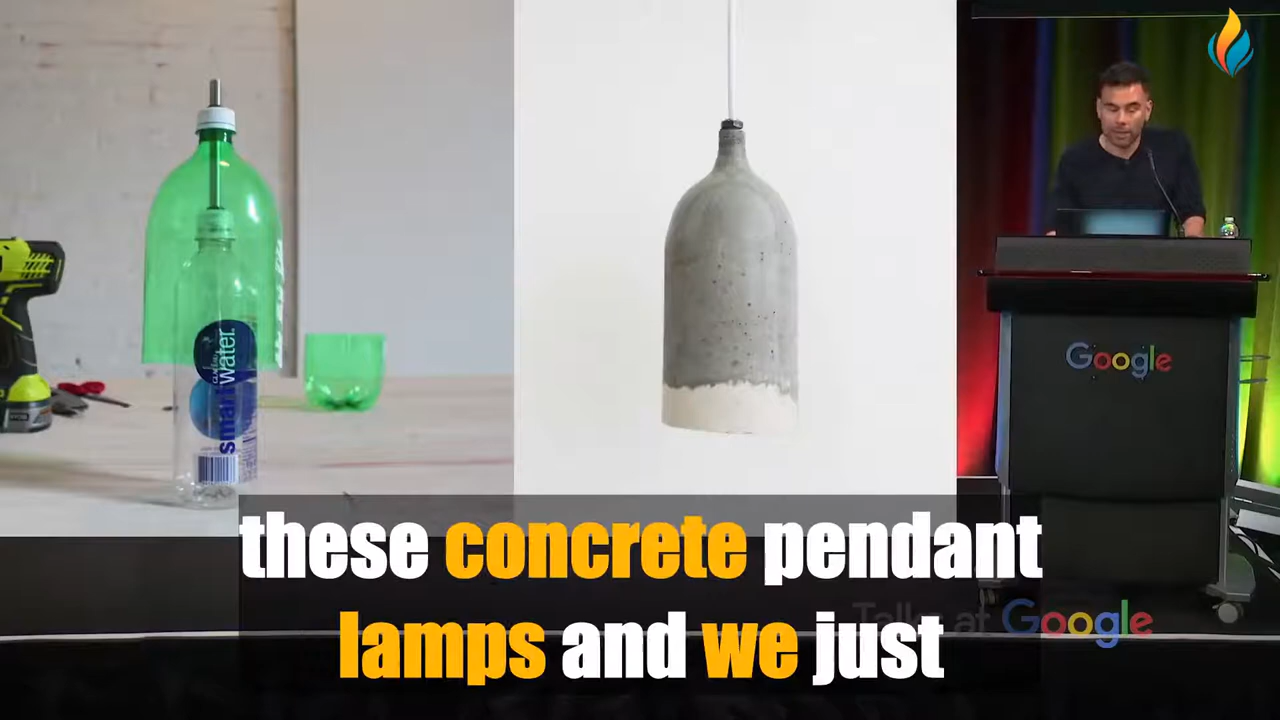 smartwater.
Google
these concrete pendant
Talks at Google
lamps and we just